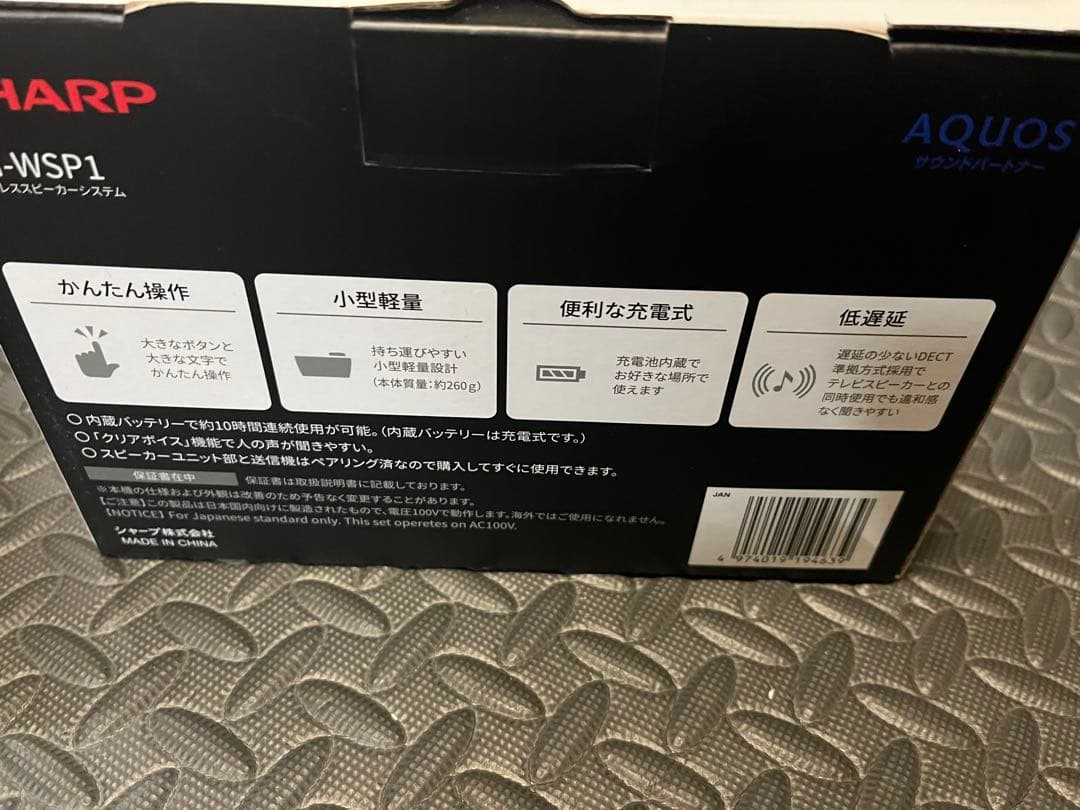 HARP
AQUOS
サウンドパートナー
-WSP1
レススピーカーシステム
かんたん操作
大きなボタンと
大きな文字で
かんたん操作
小型軽量
持ち運びやすい
小型軽量設計
(本体質量:約260g)
便利な充電式
充電池内蔵で
お好きな場所で
使えます
低遅延
遅延の少ないDECT
準拠方式採用で
テレビスピーカーとの
同時使用でも違和感
なく聞きやすい
○ 内蔵バッテリーで約10時間連続使用が可能。(内蔵バッテリーは充電式です。)
○「クリアボイス」機能で人の声が聞きやすい。
○ スピーカーユニット部と送信機はペアリング済なので購入してすぐに使用できます。
保証書在中 保証書は取扱説明書に記載しております。
※本機の仕様および外観は改善のため予告なく変更することがあります。
【ご注意】この製品は日本国内向けに製造されたもので、電圧100Vで動作します。海外ではご使用になれません。
【NOTICE】For Japanese standard only. This set operetes on AC100V.
シャープ株式会社
MADE IN CHINA
JAN
4 974019 194639